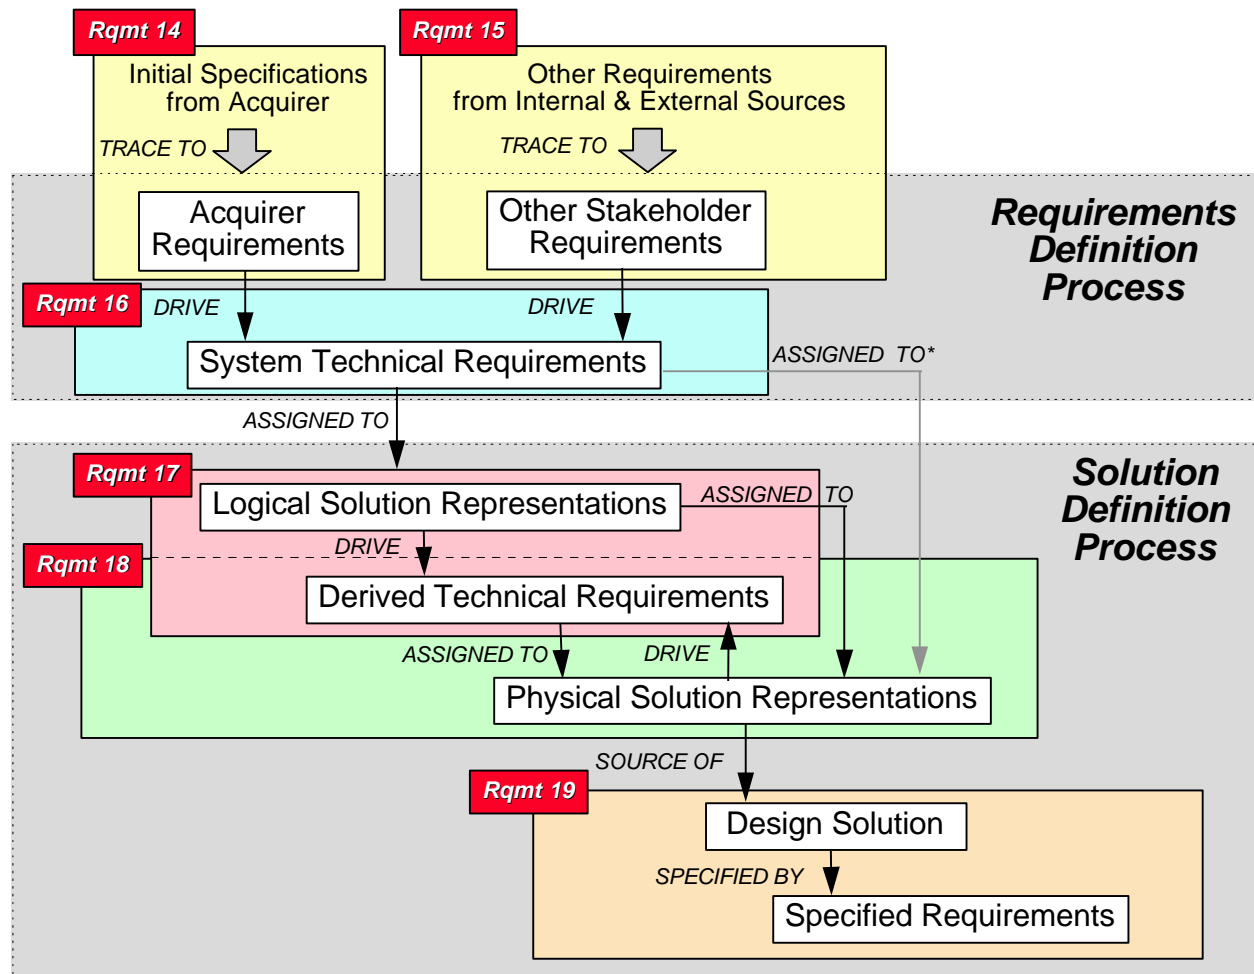 Rqmt 14
Initial Specifications
from Acquirer
TRACE TO
Rqmt 15
Other Requirements
from Internal & External Sources
TRACE TO
Requirements
Definition
Process
Acquirer
Requirements
Other Stakeholder
Requirements
Rqmt 16
DRIVE
DRIVE
System Technical Requirements
ASSIGNED TO*
ASSIGNED TO
Solution
Definition
Process
Rqmt 17
Logical Solution Representations
ASSIGNED TO
DRIVE
Rqmt 18
Derived Technical Requirements
ASSIGNED TO
DRIVE
Physical Solution Representations
SOURCE OF
Rqmt 19
Design Solution
SPECIFIED BY
Specified Requirements